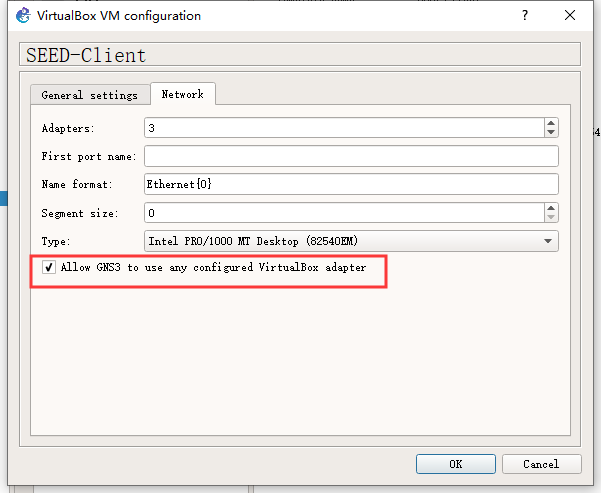 VirtualBox VM configuration
SEED-Client
General settings
Network
Adapters: 3
First port name:
Name format: Ethernet{0}
Segment size: 0
Type: Intel PRO/1000 MT Desktop (82540EM)
Allow GNS3 to use any configured VirtualBox adapter
OK
Cancel